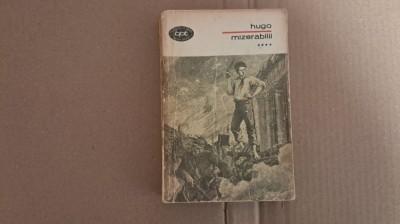 bpt
hugo
mizerabilii
****